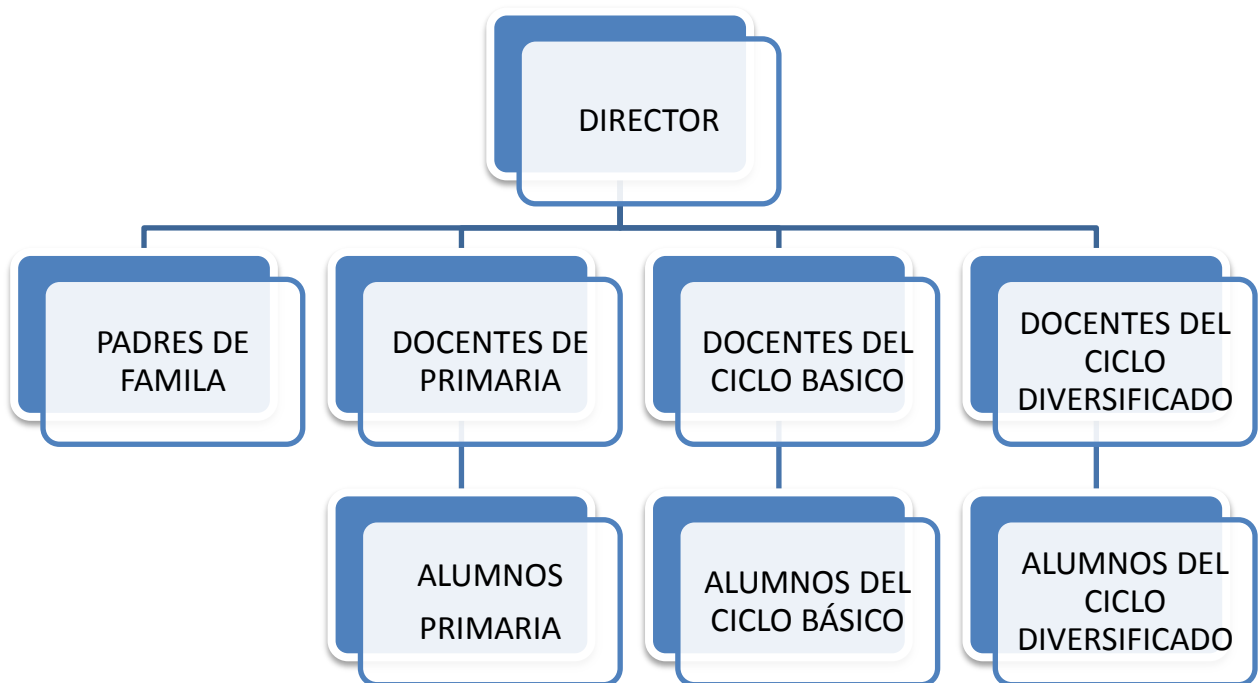 DIRECTOR
PADRES DE
FAMILA
DOCENTES DE
PRIMARIA
DOCENTES DEL
CICLO BASICO
DOCENTES DEL
CICLO
DIVERSIFICADO
ALUMNOS
PRIMARIA
ALUMNOS DEL
CICLO BÁSICO
ALUMNOS DEL
CICLO
DIVERSIFICADO